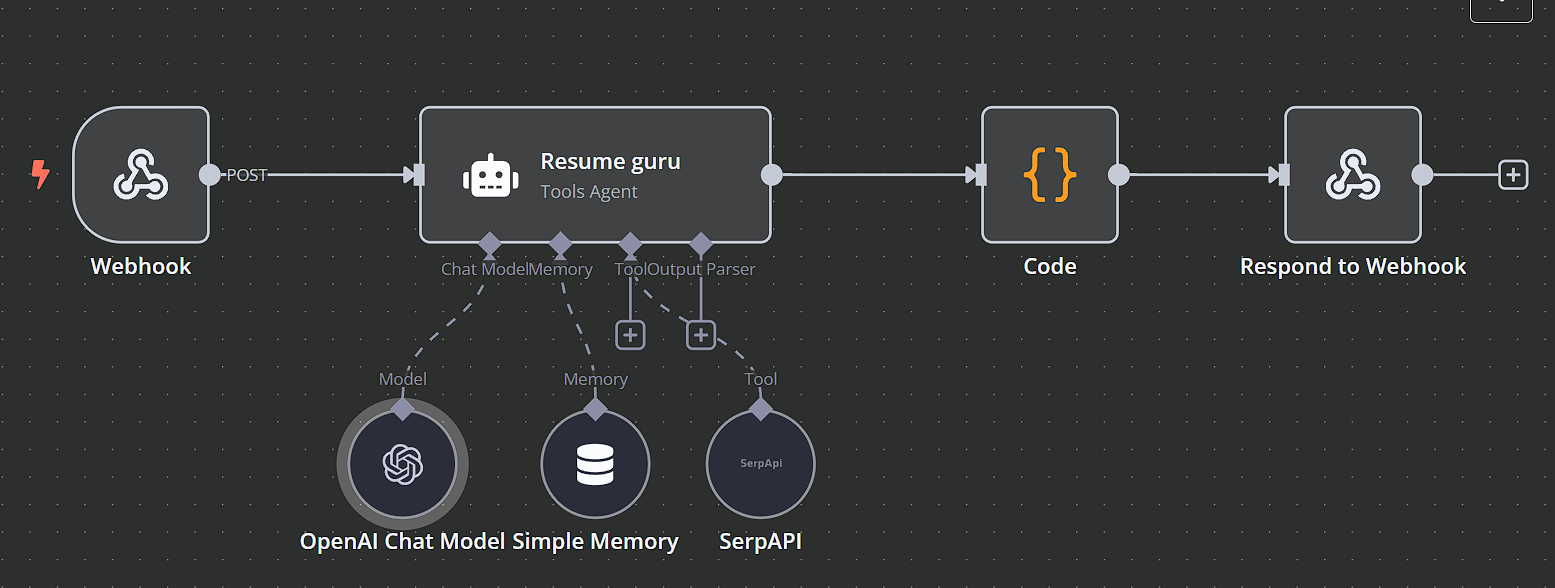 POST
Resume guru
Tools Agent
Webhook
Code
Respond to Webhook
Chat Model
Memory
Tool
Output Parser
Model
Memory
Tool
SerpApi
OpenAI Chat Model
Simple Memory
SerpAPI